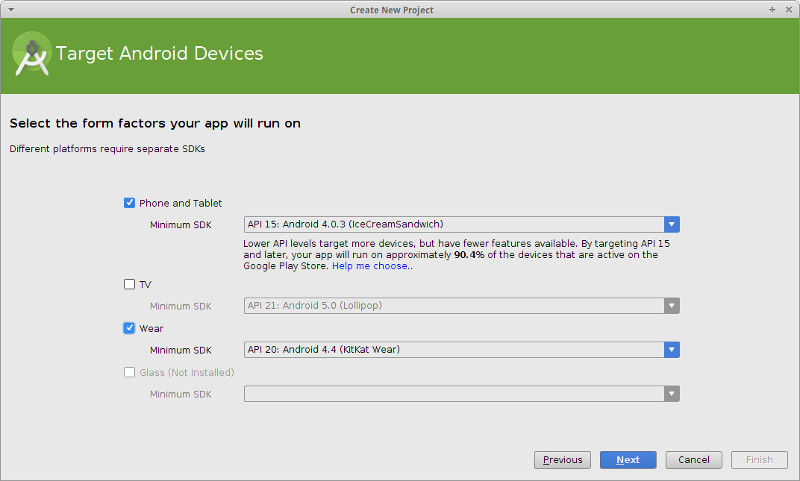 Create New Project
Target Android Devices
Select the form factors your app will run on
Different platforms require separate SDKs
Phone and Tablet
Minimum SDK API 15: Android 4.0.3 (IceCreamSandwich)
Lower API levels target more devices, but have fewer features available. By targeting API 15
and later, your app will run on approximately 90.4% of the devices that are active on the
Google Play Store. Help me choose..
TV
Minimum SDK API 21: Android 5.0 (Lollipop)
Wear
Minimum SDK API 20: Android 4.4 (KitKat Wear)
Glass (Not Installed)
Minimum SDK
Previous Next Cancel Finish